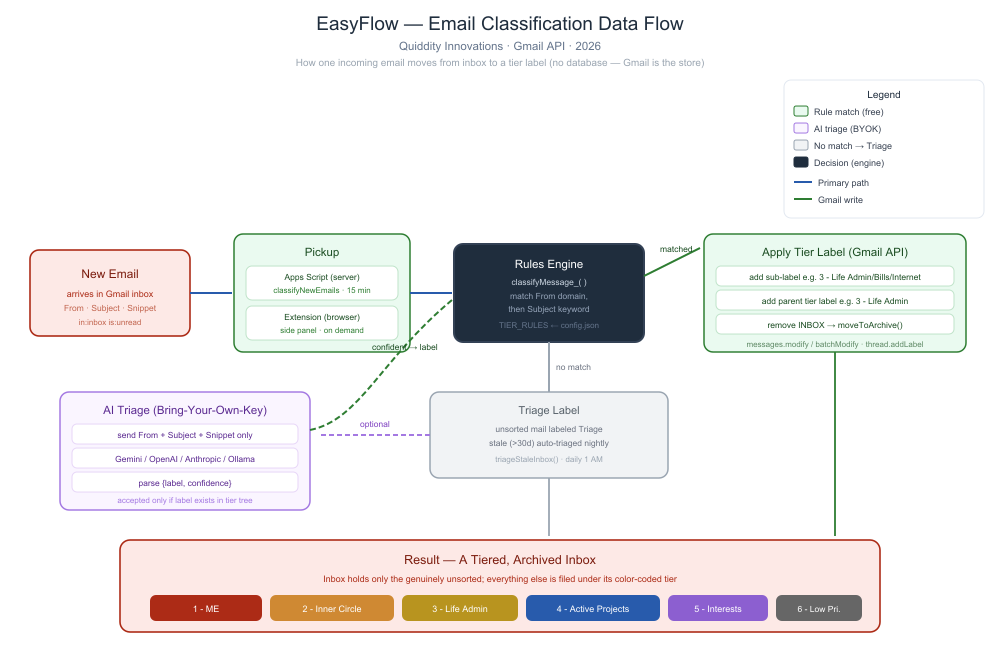 EasyFlow — Email Classification Data Flow
Quiddity Innovations · Gmail API · 2026
How one incoming email moves from inbox to a tier label (no database — Gmail is the store)
Legend
Rule match (free)
AI triage (BYOK)
No match → Triage
Decision (engine)
Primary path
Gmail write
New Email
arrives in Gmail inbox
From · Subject · Snippet
in:inbox is:unread
Pickup
Apps Script (server)
classifyNewEmails · 15 min
Extension (browser)
side panel · on demand
Rules Engine
classifyMessage_( )
match From domain,
then Subject keyword
TIER_RULES ← config.json
matched
Apply Tier Label (Gmail API)
add sub-label e.g. 3 - Life Admin/Bills/Internet
add parent tier label e.g. 3 - Life Admin
remove INBOX → moveToArchive()
messages.modify / batchModify · thread.addLabel
confident → label
no match
AI Triage (Bring-Your-Own-Key)
send From + Subject + Snippet only
Gemini / OpenAI / Anthropic / Ollama
parse {label, confidence}
accepted only if label exists in tier tree
optional
Triage Label
unsorted mail labeled Triage
stale (>30d) auto-triaged nightly
triageStaleInbox() · daily 1 AM
Result — A Tiered, Archived Inbox
Inbox holds only the genuinely unsorted; everything else is filed under its color-coded tier
1 - ME
2 - Inner Circle
3 - Life Admin
4 - Active Projects
5 - Interests
6 - Low Pri.